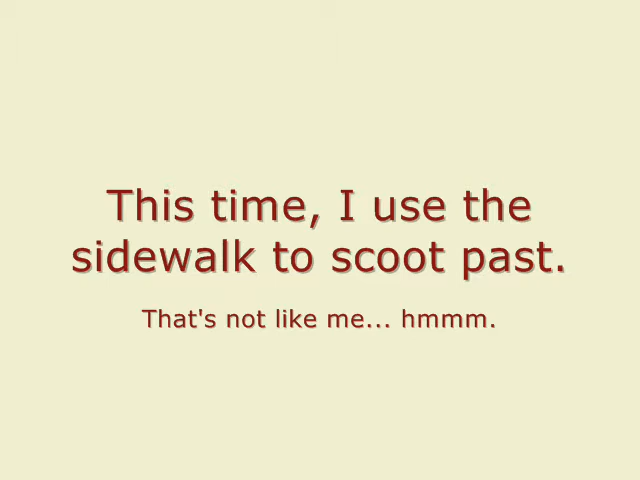 This time, I use the
sidewalk to scoot past.
That's not like me... hmmm.